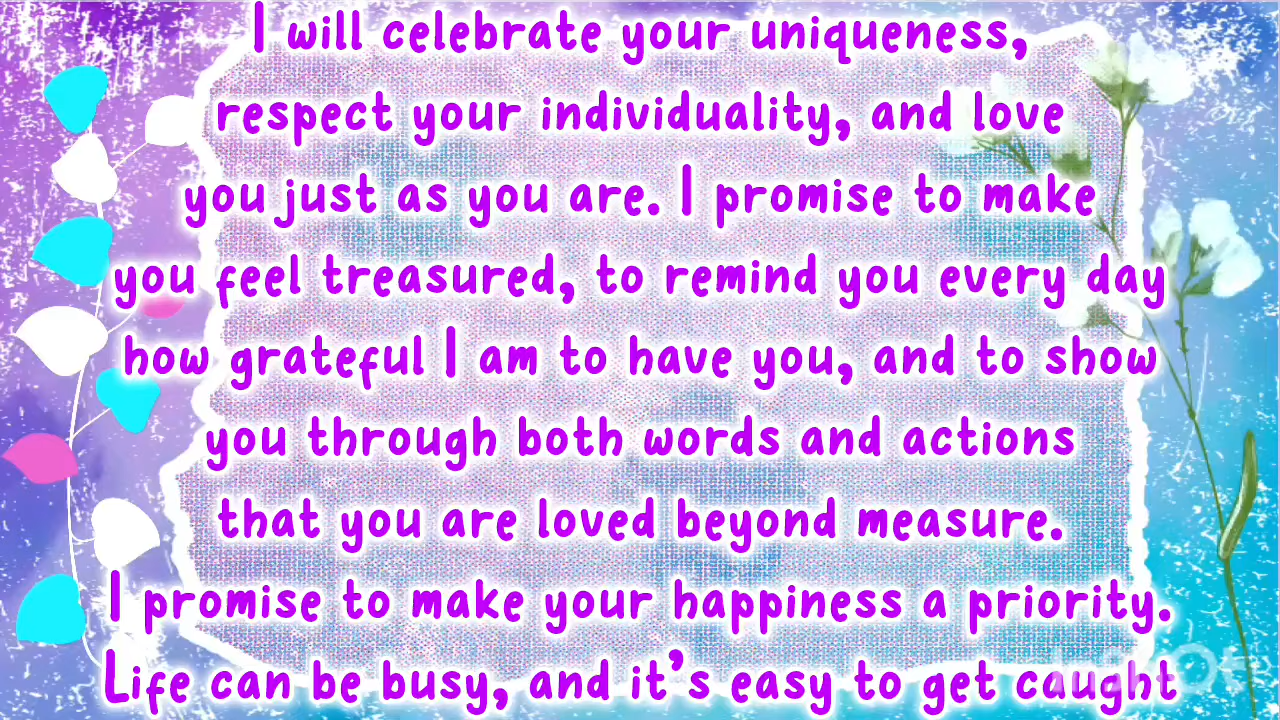 I will celebrate your uniqueness,
respect your individuality, and love
you just as you are. I promise to make
you feel treasured, to remind you every day
how grateful I am to have you, and to show
you through both words and actions
that you are loved beyond measure.
I promise to make your happiness a priority.
Life can be busy, and it's easy to get caught